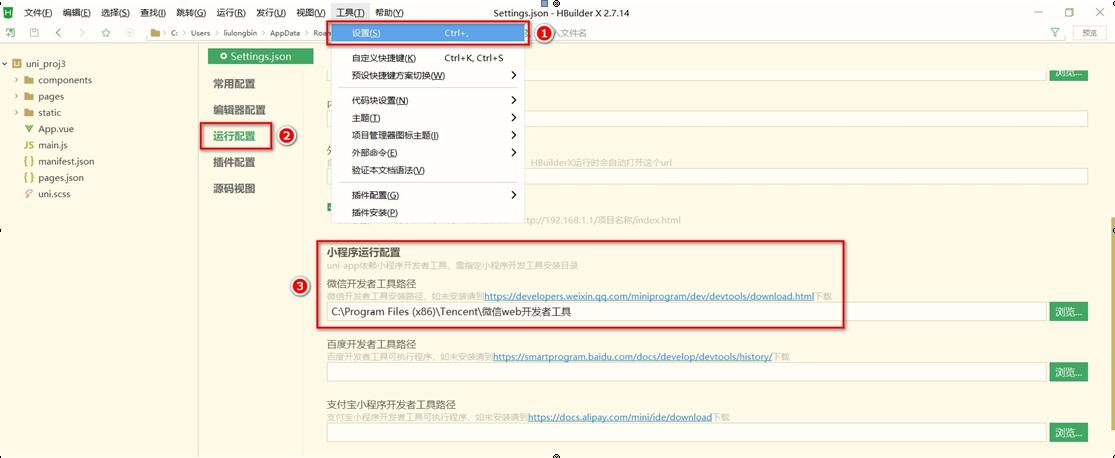 文件(F) 编辑(E) 选择(S) 查找(I) 跳转(G) 运行(R) 发行(U) 视图(V) 工具(T) 帮助(Y) Settings.json - HBuilder X 2.7.14
C: Users liulongbin AppData 入文件名 预览
设置(S) Ctrl+,
1
自定义快捷键(K) Ctrl+K, Ctrl+S
预设快捷键方案切换(W)
代码块设置(N)
主题(T)
项目管理器图标主题(I)
外部命令(E)
验证本文档语法(V)
插件配置(G)
插件安装(P)
uni_proj3
components
pages
static
App.vue
main.js
manifest.json
pages.json
uni.scss
Settings.json
常用配置
编辑器配置
运行配置
2
插件配置
源码视图
浏览...
HBuilderX运行时会自动打开这个url
ttp://192.168.1.1/项目名称/index.html
3
小程序运行配置
uni-app依赖小程序开发者工具，需指定小程序开发工具安装目录
微信开发者工具路径
微信开发者工具安装路径，如未安装请到https://developers.weixin.qq.com/miniprogram/dev/devtools/download.html下载
C:\Program Files (x86)\Tencent\微信web开发者工具 浏览...
百度开发者工具路径
百度开发者工具可执行程序，如未安装请到https://smartprogram.baidu.com/docs/develop/devtools/history/下载
浏览...
支付宝小程序开发者工具路径
支付宝小程序开发者工具可执行程序，如未安装请到https://docs.alipay.com/mini/ide/download下载
浏览...